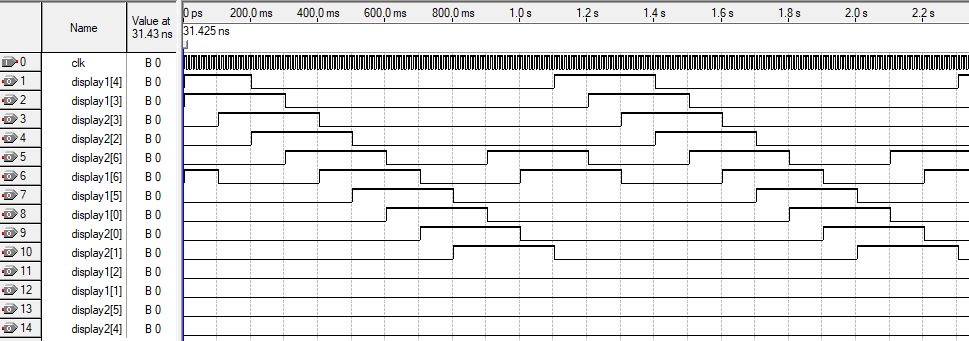 Name
Value at
31.43 ns
0 ps 200.0 ms 400.0 ms 600.0 ms 800.0 ms 1.0 s 1.2 s 1.4 s 1.6 s 1.8 s 2.0 s 2.2 s
31.425 ns
0 clk B 0
1 display1[4] B 0
2 display1[3] B 0
3 display2[3] B 0
4 display2[2] B 0
5 display2[6] B 0
6 display1[6] B 0
7 display1[5] B 0
8 display1[0] B 0
9 display2[0] B 0
10 display2[1] B 0
11 display1[2] B 0
12 display1[1] B 0
13 display2[5] B 0
14 display2[4] B 0